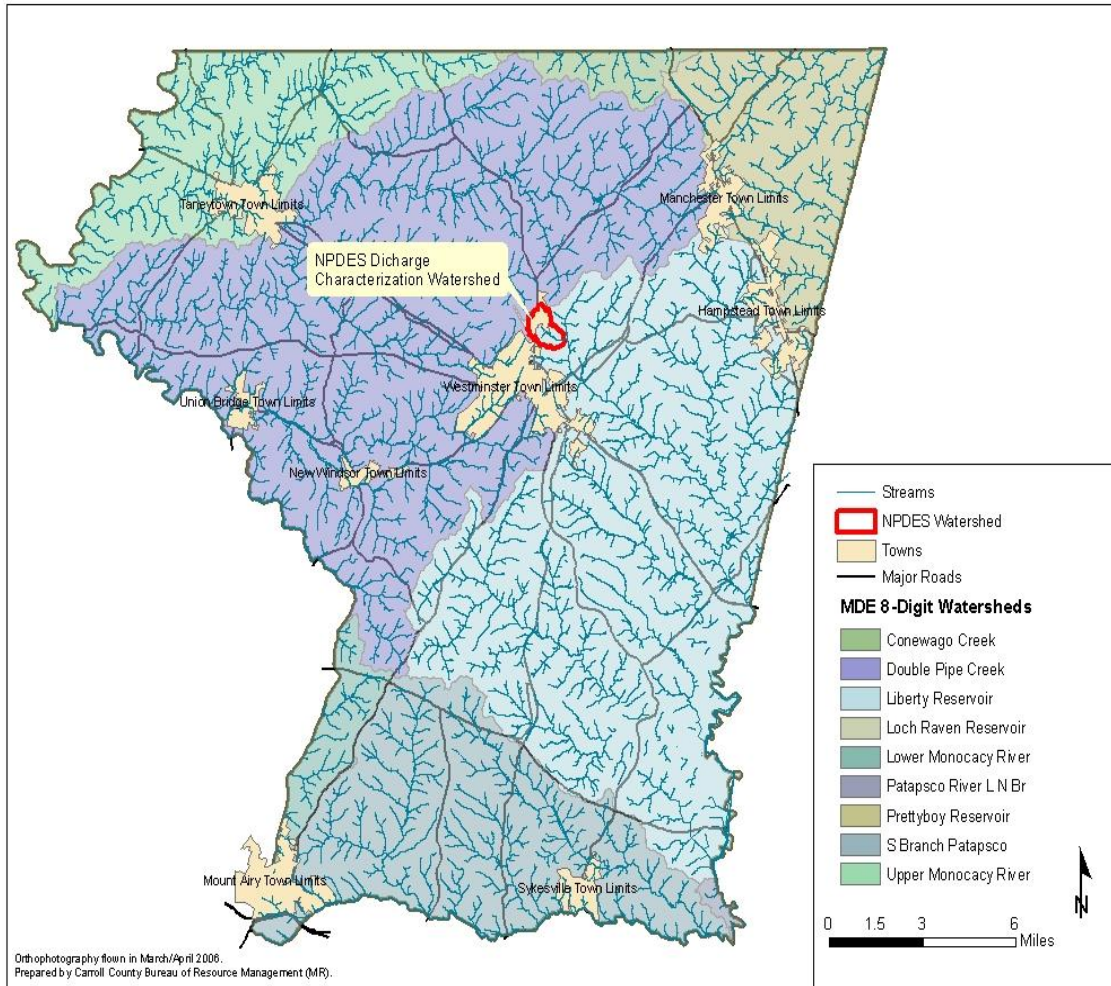 Taneytown Town Limits
Manchester Town Limits
NPDES Dicharge
Characterization Watershed
Hampstead Town Limits
Westminster Town Limits
Union Bridge Town Limits
New Windsor Town Limits
Mount Airy Town Limits
Sykesville Town Limits
Streams
NPDES Watershed
Towns
Major Roads
MDE 8-Digit Watersheds
Conewago Creek
Double Pipe Creek
Liberty Reservoir
Loch Raven Reservoir
Lower Monocacy River
Patapsco River L N Br
Prettyboy Reservoir
S Branch Patapsco
Upper Monocacy River
N
0 1.5 3 6
Miles
Orthophotography flown in March/April 2006.
Prepared by Carroll County Bureau of Resource Management (MR).